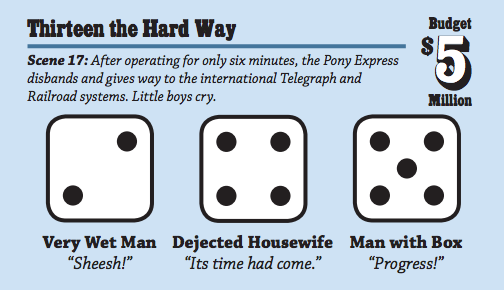 Thirteen the Hard Way
Budget
$5
Million
Scene 17: After operating for only six minutes, the Pony Express
disbands and gives way to the international Telegraph and
Railroad systems. Little boys cry.
Very Wet Man
“Sheesh!”
Dejected Housewife
“Its time had come.”
Man with Box
“Progress!”